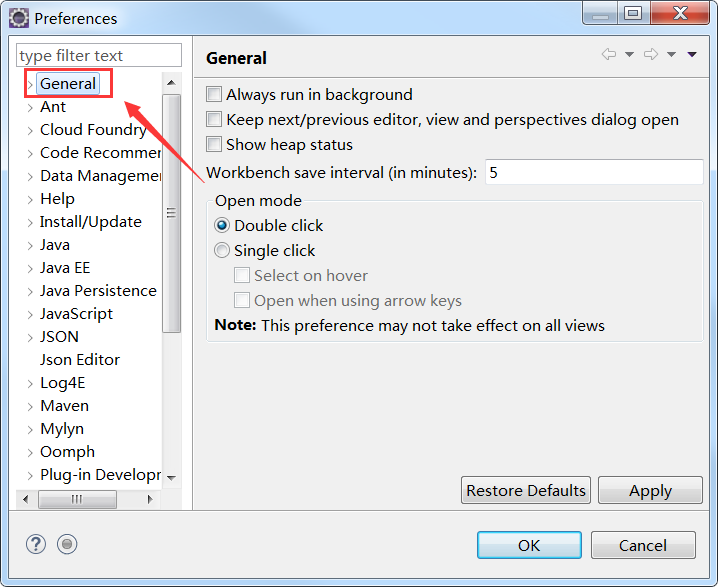 Preferences
type filter text
General
Ant
Cloud Foundry
Code Recommer
Data Manageme
Help
Install/Update
Java
Java EE
Java Persistence
JavaScript
JSON
Json Editor
Log4E
Maven
Mylyn
Oomph
Plug-in Developr
General
Always run in background
Keep next/previous editor, view and perspectives dialog open
Show heap status
Workbench save interval (in minutes): 5
Open mode
Double click
Single click
Select on hover
Open when using arrow keys
Note: This preference may not take effect on all views
Restore Defaults Apply
OK Cancel